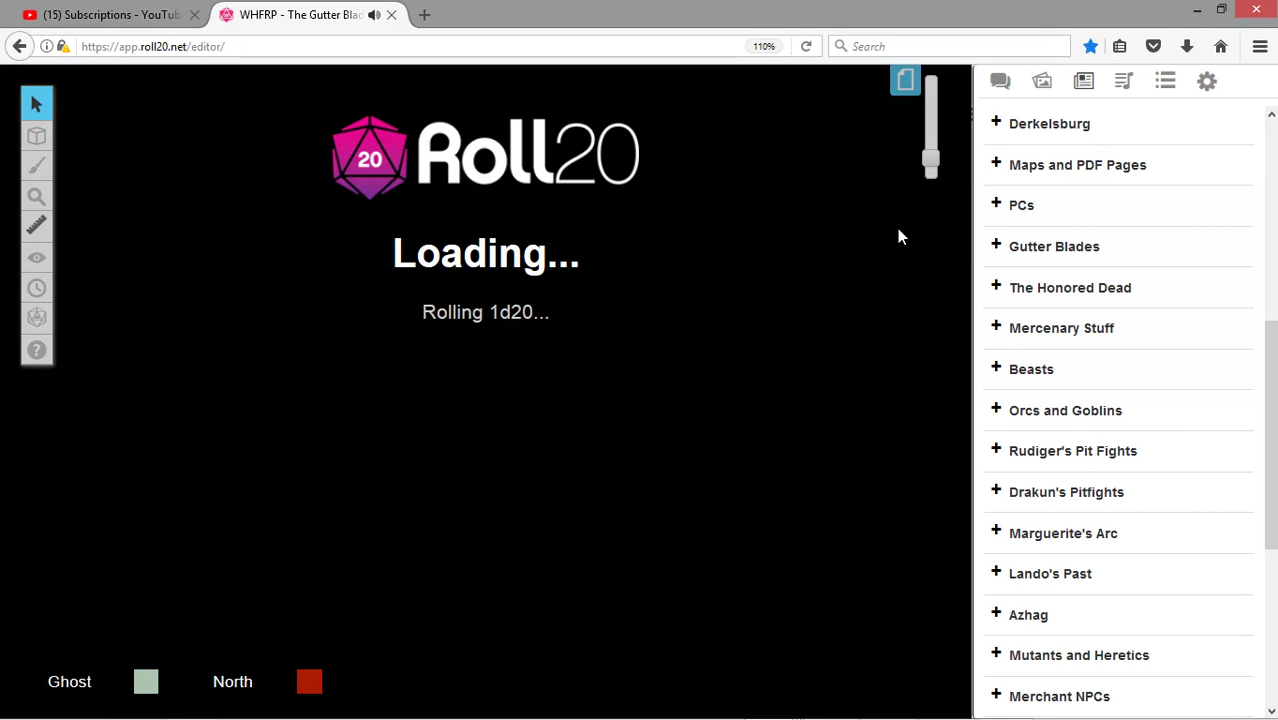 (15) Subscriptions - YouTub
WHFRP - The Gutter Blad
https://app.roll20.net/editor/
110%
Search
20
Roll20
Loading...
Rolling 1d20...
Derkelsburg
Maps and PDF Pages
PCs
Gutter Blades
The Honored Dead
Mercenary Stuff
Beasts
Orcs and Goblins
Rudiger's Pit Fights
Drakun's Pitfights
Marguerite's Arc
Lando's Past
Azhag
Mutants and Heretics
Merchant NPCs
Ghost
North